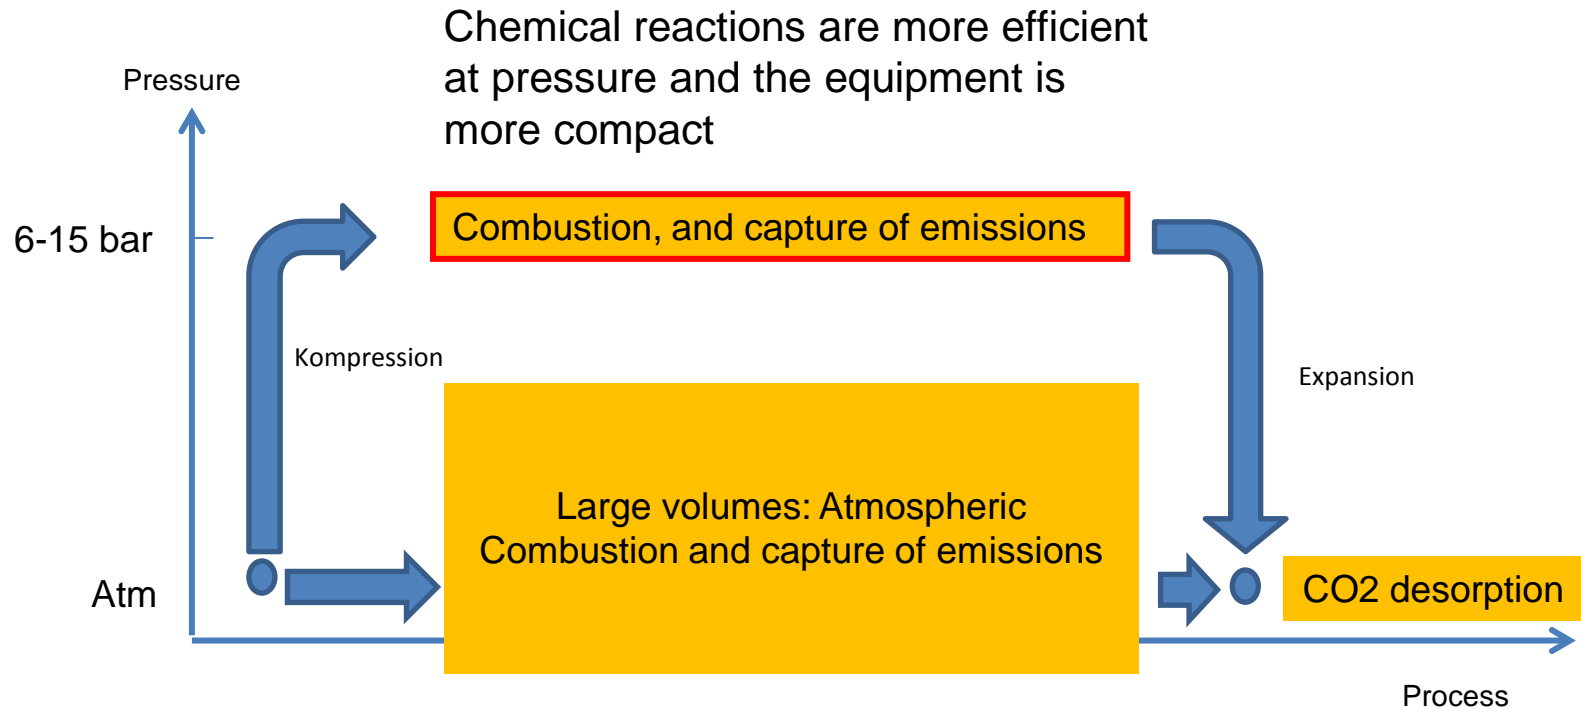 Chemical reactions are more efficient
at pressure and the equipment is
more compact
Pressure
6-15 bar
Combustion, and capture of emissions
Kompression
Expansion
Large volumes: Atmospheric
Combustion and capture of emissions
Atm
CO2 desorption
Process